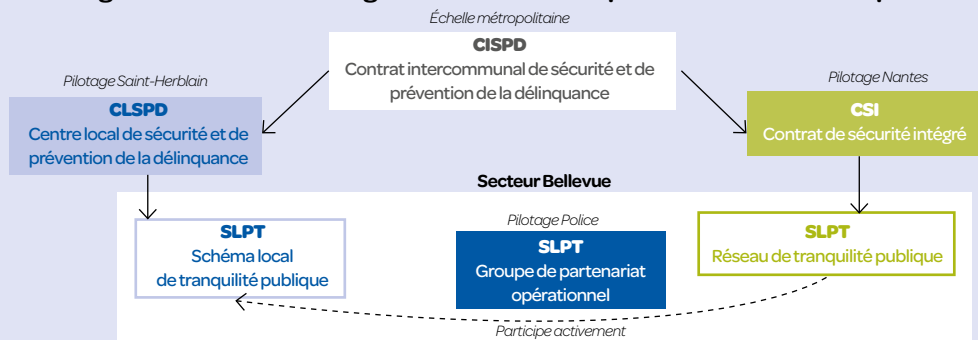 Échelle métropolitaine
CISPD
Contrat intercommunal de sécurité et de
prévention de la délinquance
Pilotage Saint-Herblain
CLSPD
Centre local de sécurité et de
prévention de la délinquance
Pilotage Nantes
CSI
Contrat de sécurité intégré
Secteur Bellevue
SLPT
Schéma local
de tranquilité publique
Pilotage Police
SLPT
Groupe de partenariat
opérationnel
SLPT
Réseau de tranquilité publique
Participe activement